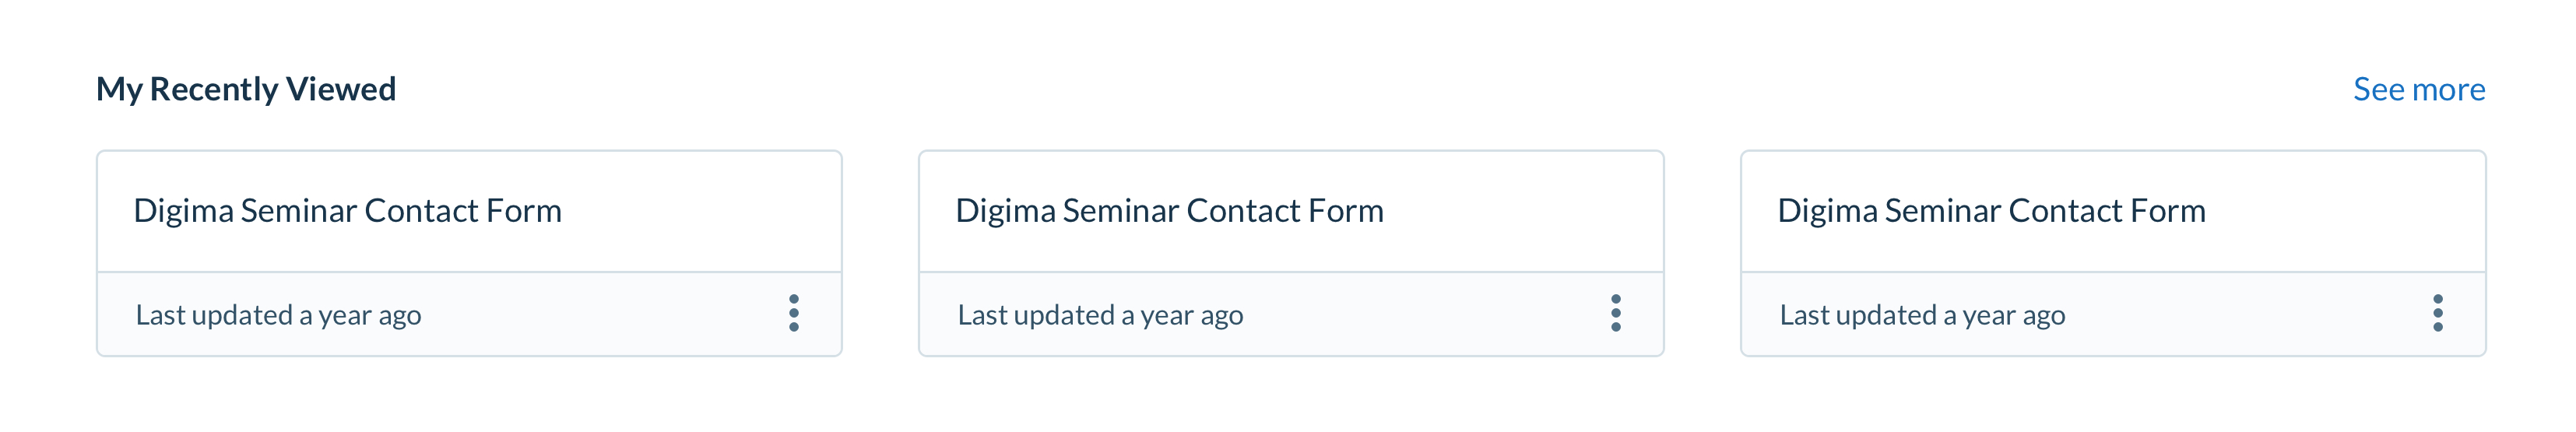 My Recently Viewed
See more
Digima Seminar Contact Form
Last updated a year ago
Digima Seminar Contact Form
Last updated a year ago
Digima Seminar Contact Form
Last updated a year ago